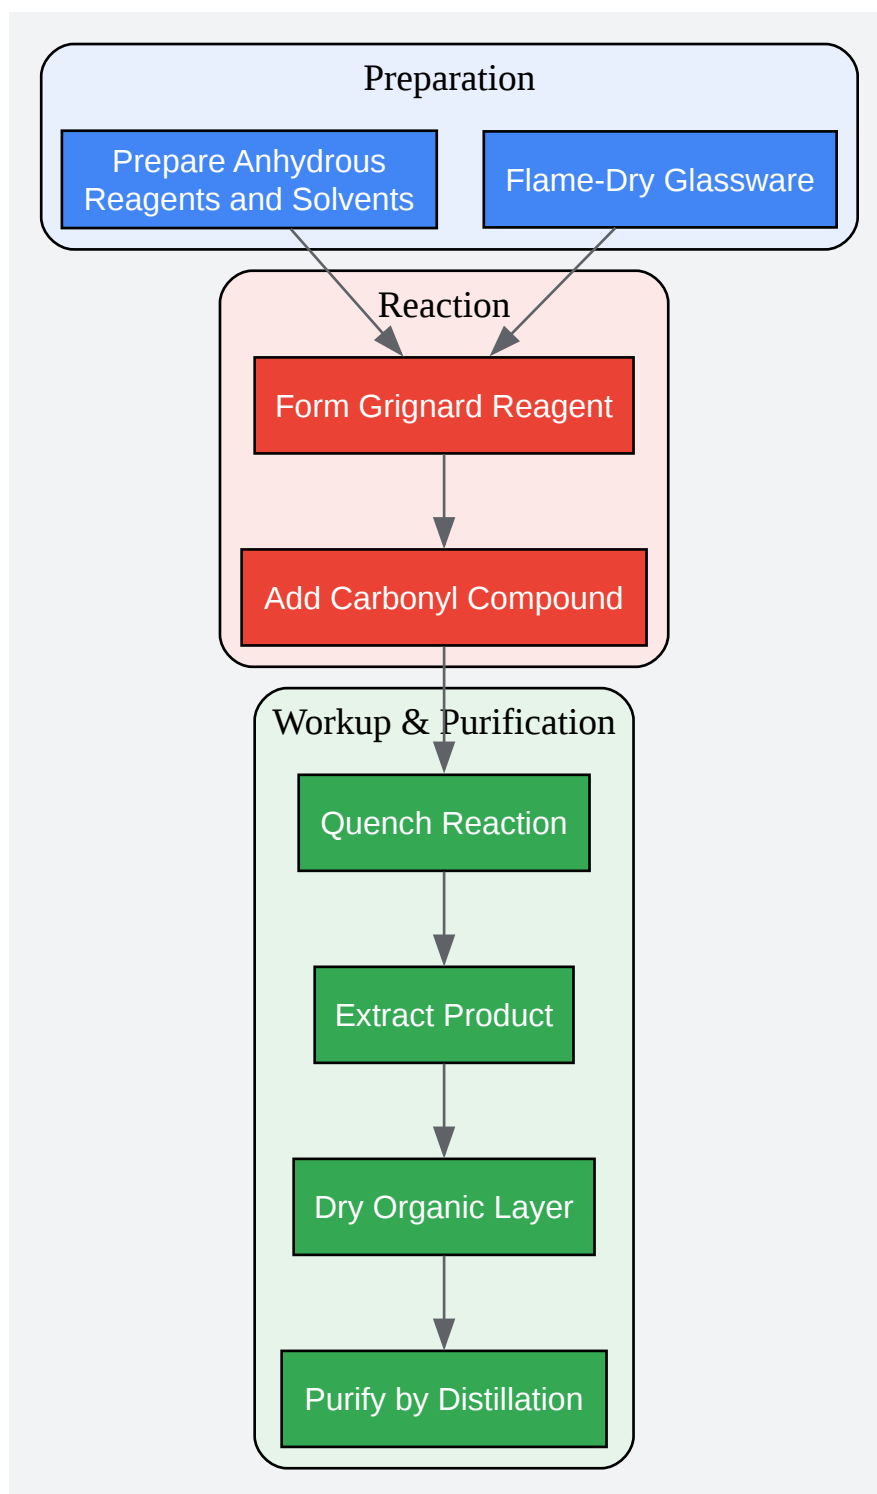 Preparation
Prepare Anhydrous
Reagents and Solvents
Flame-Dry Glassware
Reaction
Form Grignard Reagent
Add Carbonyl Compound
Workup & Purification
Quench Reaction
Extract Product
Dry Organic Layer
Purify by Distillation